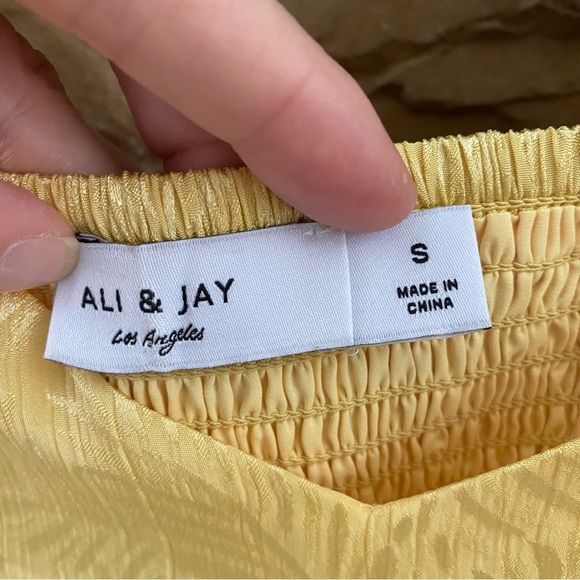 ALI & JAY
Los Angeles
S
MADE IN
CHINA